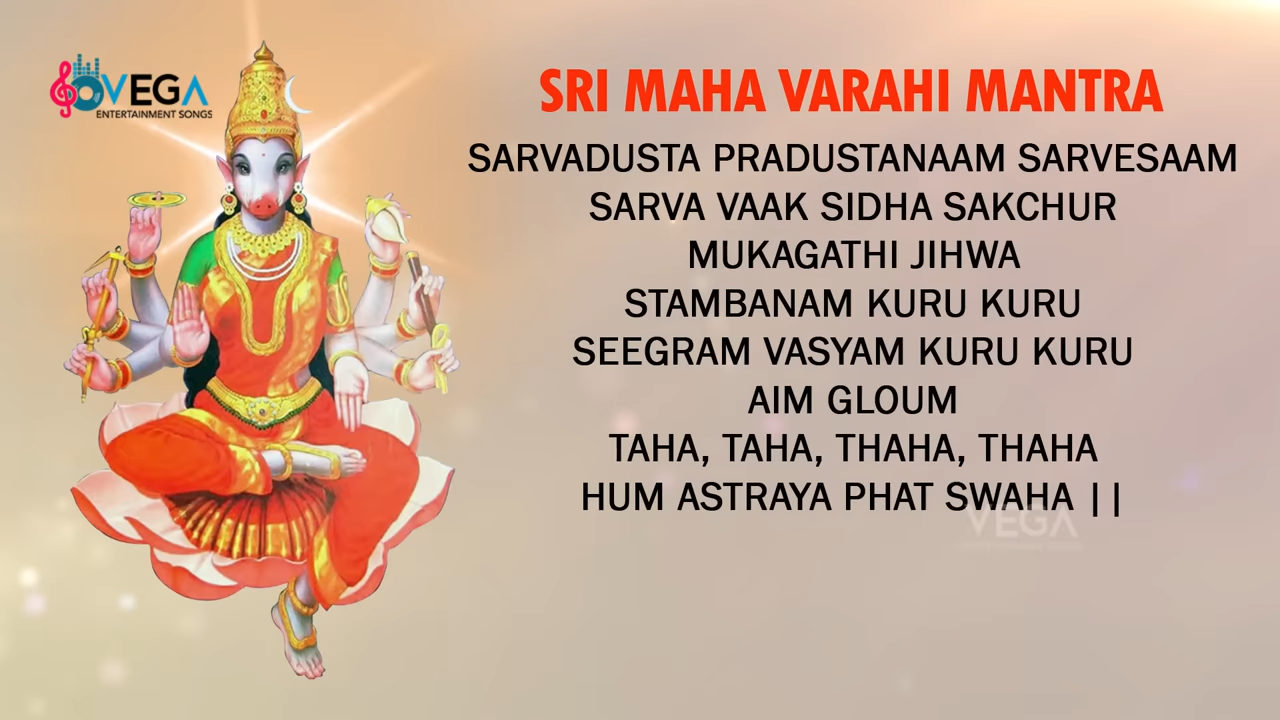 VEGA
ENTERTAINMENT SONGS
SRI MAHA VARAHI MANTRA
SARVADUSTA PRADUSTANAAM SARVESAAM
SARVA VAAK SIDHA SAKCHUR
MUKAGATHI JIHWA
STAMBANAM KURU KURU
SEEGRAM VASYAM KURU KURU
AIM GLOUM
TAHA, TAHA, THAHA, THAHA
HUM ASTRAYA PHAT SWAHA ||
VEGA